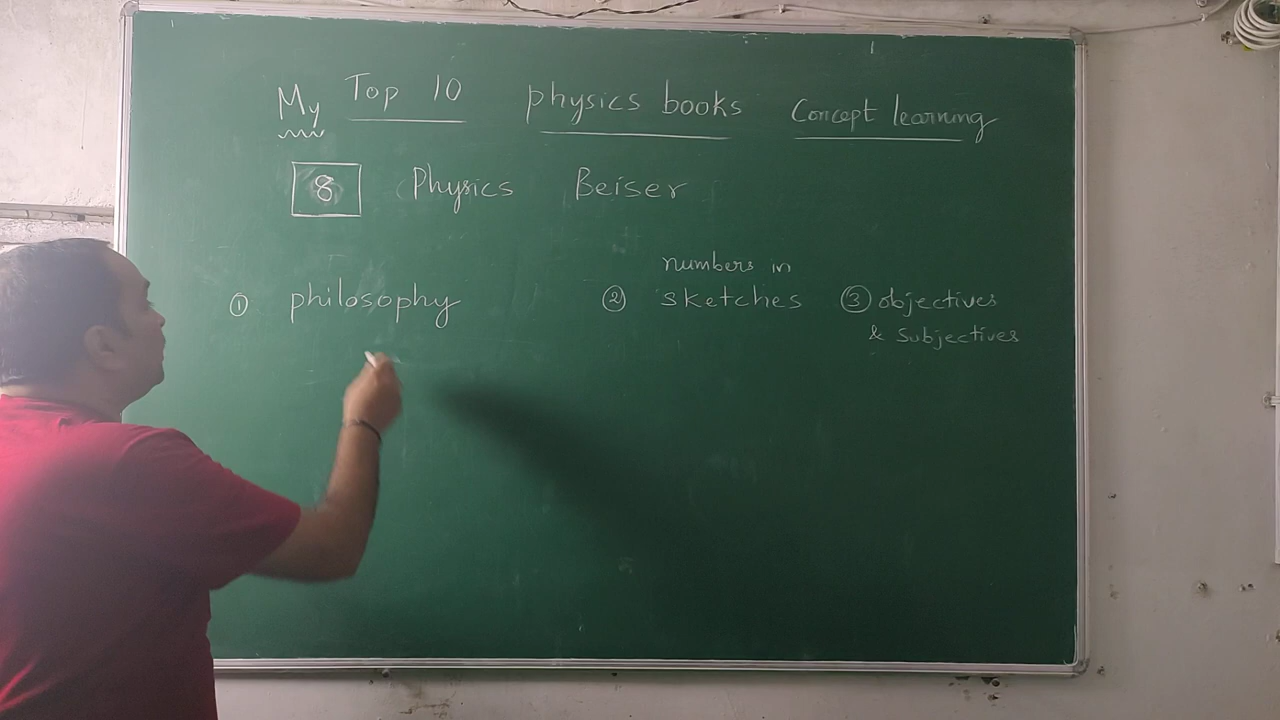 My Top 10 physics books Concept learning
8 Physics Beiser
① philosophy ② numbers in sketches ③ objectives & subjectives